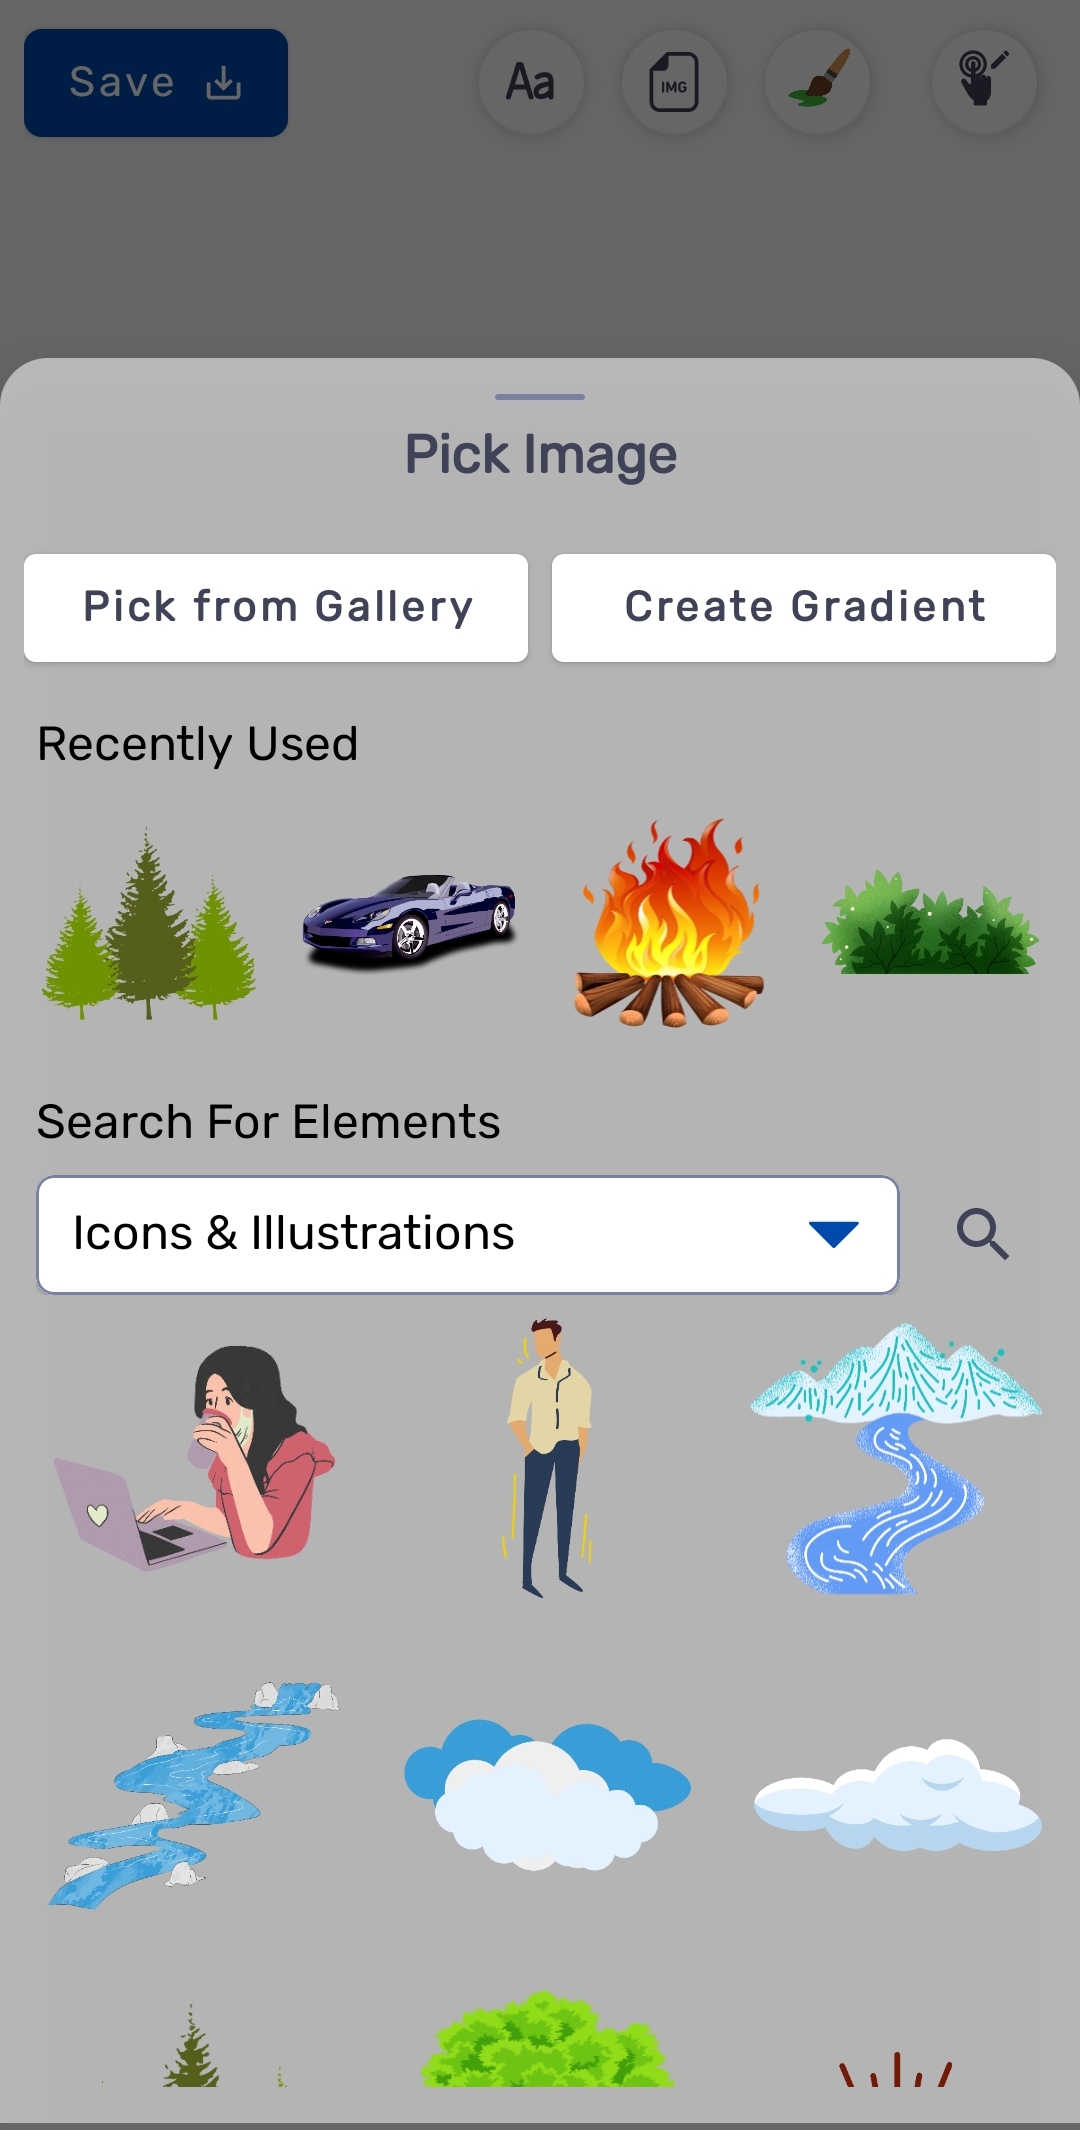 Save
Aa
IMG
Pick Image
Pick from Gallery
Create Gradient
Recently Used
Search For Elements
Icons & Illustrations